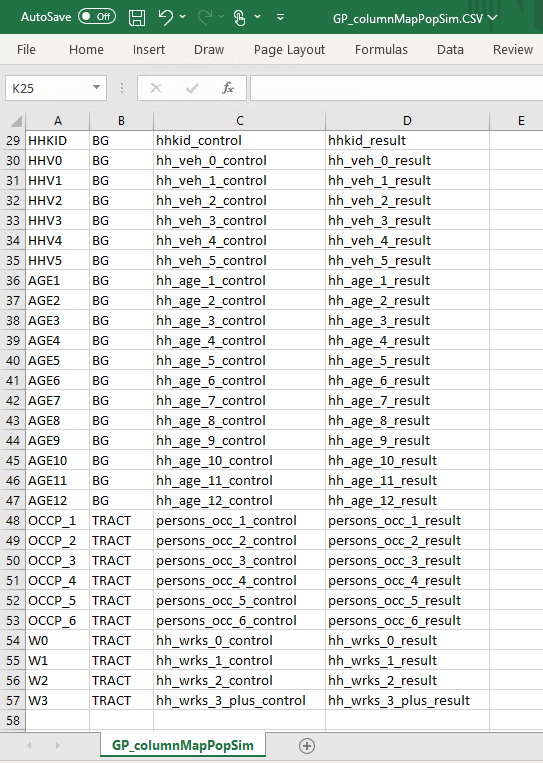 AutoSave Off GP_columnMapPopSim.CSV
File Home Insert Draw Page Layout Formulas Data Review
K25 fx
A B C D E
29 HHKID BG hhkid_control hhkid_result
30 HHV0 BG hh_veh_0_control hh_veh_0_result
31 HHV1 BG hh_veh_1_control hh_veh_1_result
32 HHV2 BG hh_veh_2_control hh_veh_2_result
33 HHV3 BG hh_veh_3_control hh_veh_3_result
34 HHV4 BG hh_veh_4_control hh_veh_4_result
35 HHV5 BG hh_veh_5_control hh_veh_5_result
36 AGE1 BG hh_age_1_control hh_age_1_result
37 AGE2 BG hh_age_2_control hh_age_2_result
38 AGE3 BG hh_age_3_control hh_age_3_result
39 AGE4 BG hh_age_4_control hh_age_4_result
40 AGE5 BG hh_age_5_control hh_age_5_result
41 AGE6 BG hh_age_6_control hh_age_6_result
42 AGE7 BG hh_age_7_control hh_age_7_result
43 AGE8 BG hh_age_8_control hh_age_8_result
44 AGE9 BG hh_age_9_control hh_age_9_result
45 AGE10 BG hh_age_10_control hh_age_10_result
46 AGE11 BG hh_age_11_control hh_age_11_result
47 AGE12 BG hh_age_12_control hh_age_12_result
48 OCCP_1 TRACT persons_occ_1_control persons_occ_1_result
49 OCCP_2 TRACT persons_occ_2_control persons_occ_2_result
50 OCCP_3 TRACT persons_occ_3_control persons_occ_3_result
51 OCCP_4 TRACT persons_occ_4_control persons_occ_4_result
52 OCCP_5 TRACT persons_occ_5_control persons_occ_5_result
53 OCCP_6 TRACT persons_occ_6_control persons_occ_6_result
54 W0 TRACT hh_wrks_0_control hh_wrks_0_result
55 W1 TRACT hh_wrks_1_control hh_wrks_1_result
56 W2 TRACT hh_wrks_2_control hh_wrks_2_result
57 W3 TRACT hh_wrks_3_plus_control hh_wrks_3_plus_result
58
GP_columnMapPopSim